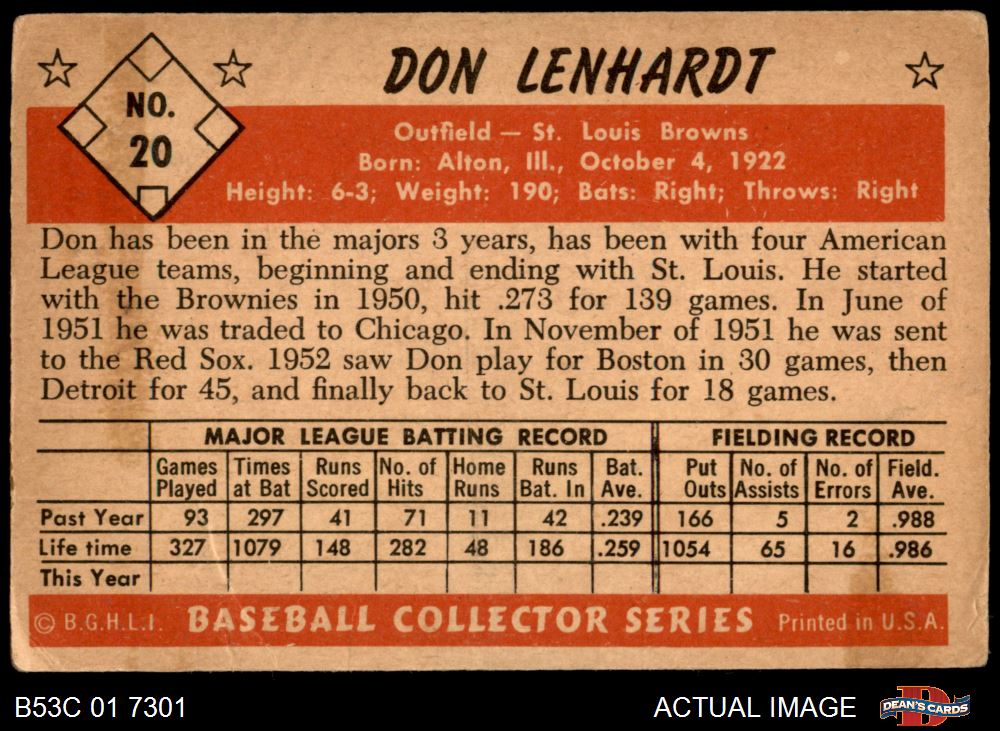 NO.
20
DON LENHARDT
Outfield — St. Louis Browns
Born: Alton, Ill., October 4, 1922
Height: 6-3; Weight: 190; Bats: Right; Throws: Right
Don has been in the majors 3 years, has been with four American
League teams, beginning and ending with St. Louis. He started
with the Brownies in 1950, hit .273 for 139 games. In June of
1951 he was traded to Chicago. In November of 1951 he was sent
to the Red Sox. 1952 saw Don play for Boston in 30 games, then
Detroit for 45, and finally back to St. Louis for 18 games.
MAJOR LEAGUE BATTING RECORD FIELDING RECORD
Games Times Runs No. of Home Runs Bat. Put No. of No. of Field.
Played at Bat Scored Hits Runs Bat. In Ave. Outs Assists Errors Ave.
Past Year 93 297 41 71 11 42 .239 166 5 2 .988
Life time 327 1079 148 282 48 186 .259 1054 65 16 .986
This Year
© B.G.H.L.I. BASEBALL COLLECTOR SERIES Printed in U.S.A.
B53C 01 7301 ACTUAL IMAGE D DEAN'S CARDS